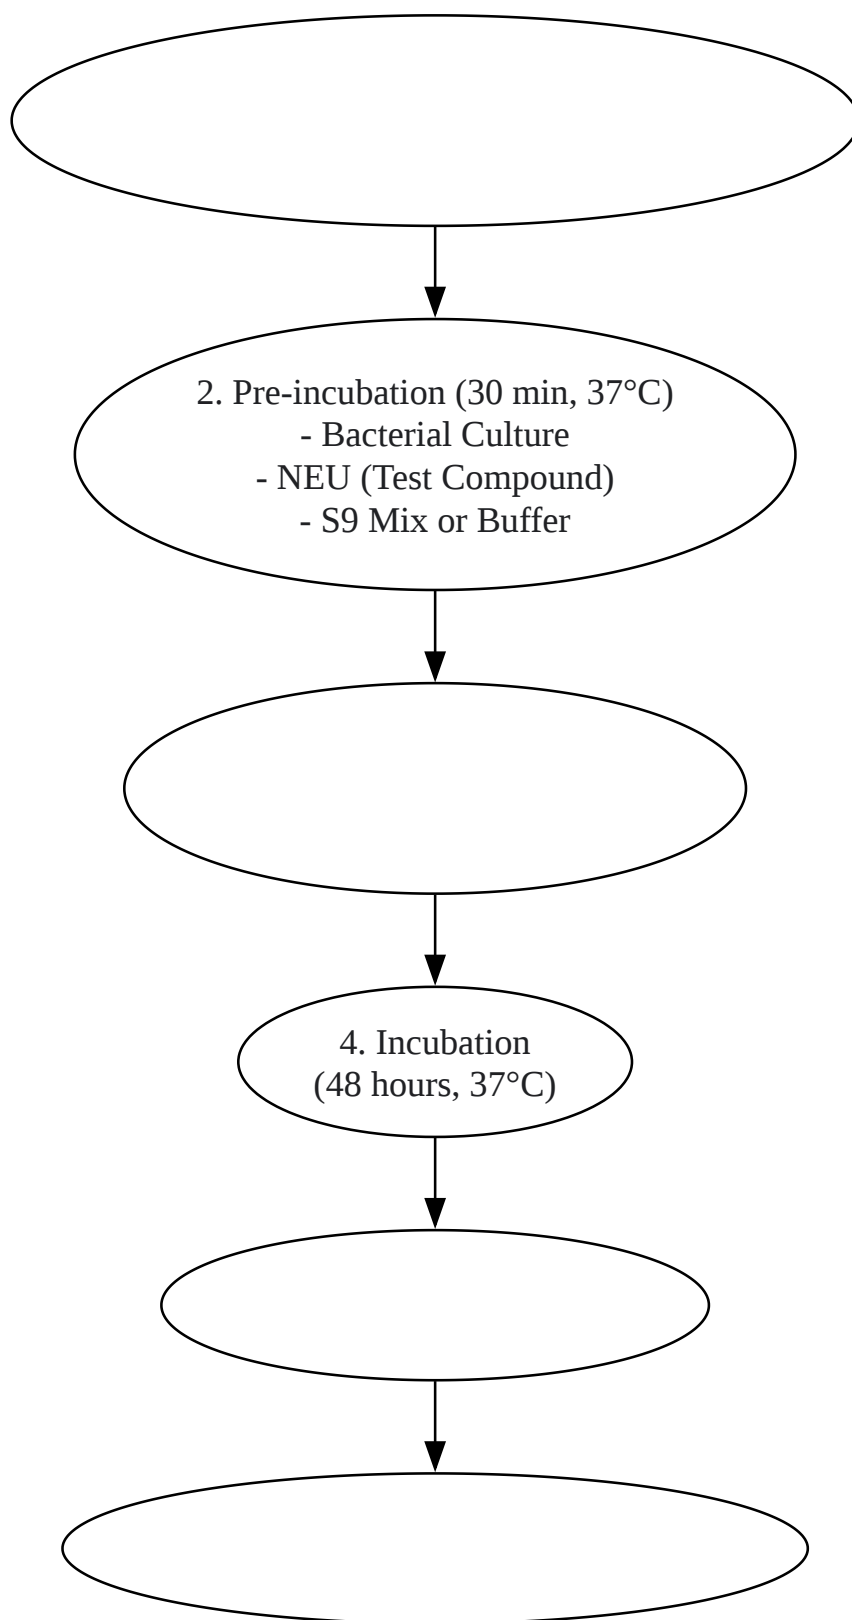 2. Pre-incubation (30 min, 37°C)
- Bacterial Culture
- NEU (Test Compound)
- S9 Mix or Buffer
4. Incubation
(48 hours, 37°C)